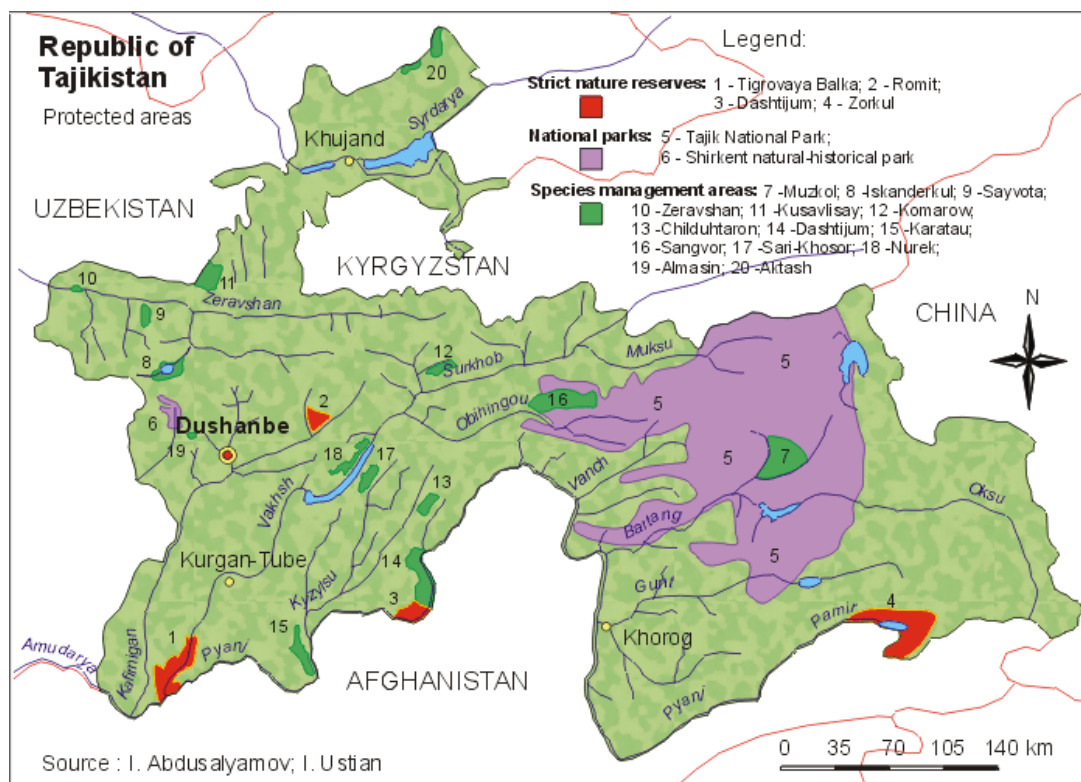 Republic of
Tajikistan
Protected areas
Legend:
Strict nature reserves: 1 - Tigrovaya Balka; 2 - Romit;
3 - Dashtijum; 4 - Zorkul
National parks: 5 - Tajik National Park;
6 - Shirkent natural-historical park
Species management areas: 7 - Muzkol; 8 -Iskanderkul; 9 -Sayvota;
10 -Zeravshan; 11 -Kusavlisay; 12 -Komarow;
13 -Childuhtaron; 14 -Dashtijum; 15 -Karatau;
16 -Sangvor; 17 -Sari-Khosor; 18 -Nurek;
19 -Almasin; 20 -Aktash
20
Syrdarya
Khujand
UZBEKISTAN
KYRGYZSTAN
CHINA
N
10
11
Zeravshan
9
8
12
Surkhob
Muksu
5
6
2
Obihingou
16
5
Dushanbe
19
18
17
Vanch
5
7
Vakhsh
13
Bartang
Oksu
14
5
Kurgan-Tube
Kyzylsu
Gunt
3
4
1
15
Pyanj
Khorog
Pamir
Amudarya
Kafirnigan
AFGHANISTAN
Pyanj
Source : I. Abdusalyamov; I. Ustian
0 35 70 105 140 km